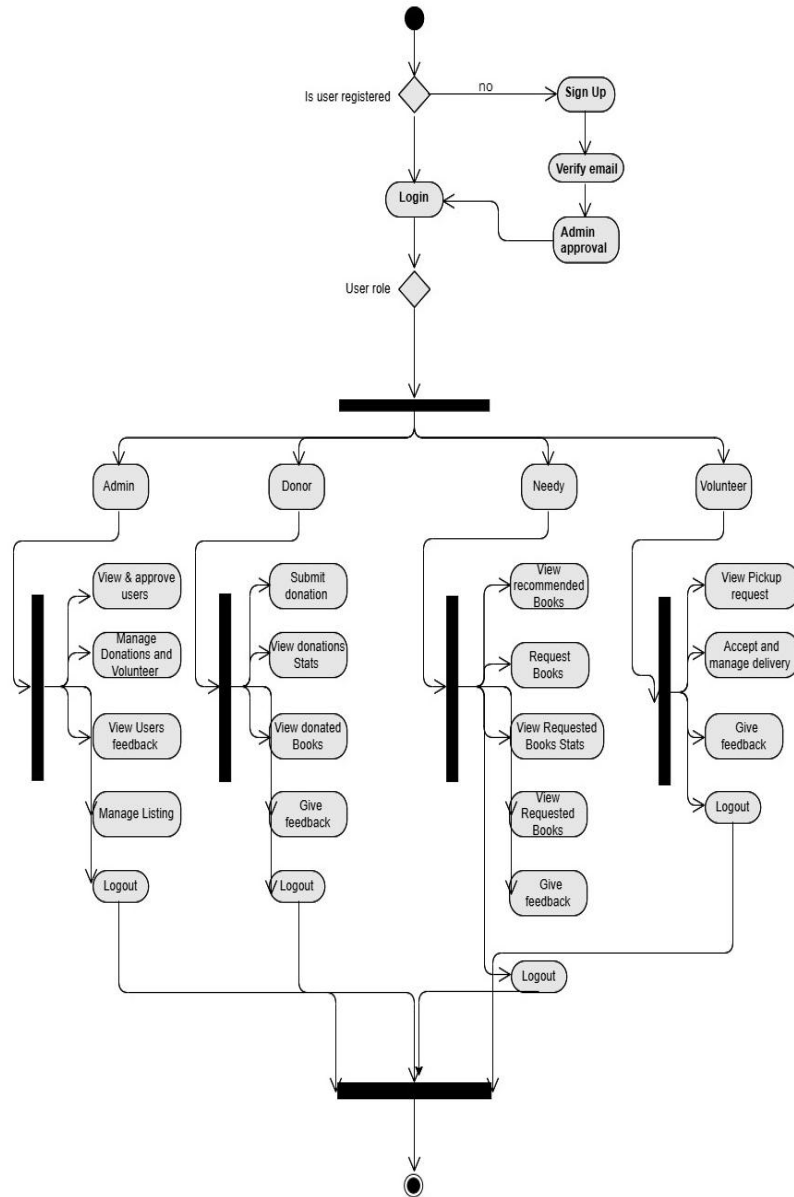 Is user registered
no
Sign Up
Verify email
Login
Admin
approval
User role
Admin
Donor
Needy
Volunteer
View & approve
users
Submit
donation
View
recommended
Books
View Pickup
request
Manage
Donations and
Volunteer
View donations
Stats
Request
Books
Accept and
manage delivery
View Users
feedback
View donated
Books
View Requested
Books Stats
Give
feedback
Manage Listing
Give
feedback
View
Requested
Books
Logout
Logout
Logout
Give
feedback
Logout